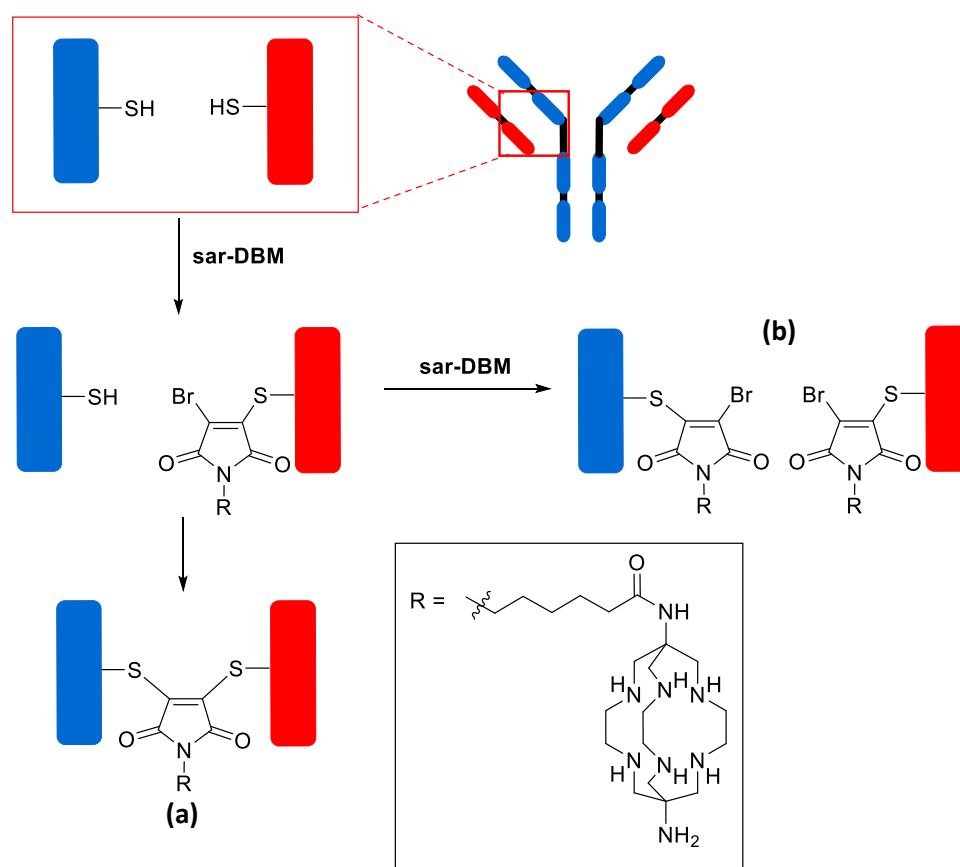 SH HS
sar-DBM
(b)
sar-DBM
SH Br S
S Br Br S
O N O
R
O N O O N O
R R
O
R = NH
S S
H N N H N H
O N O
R
N N N
H H H
(a)
NH2